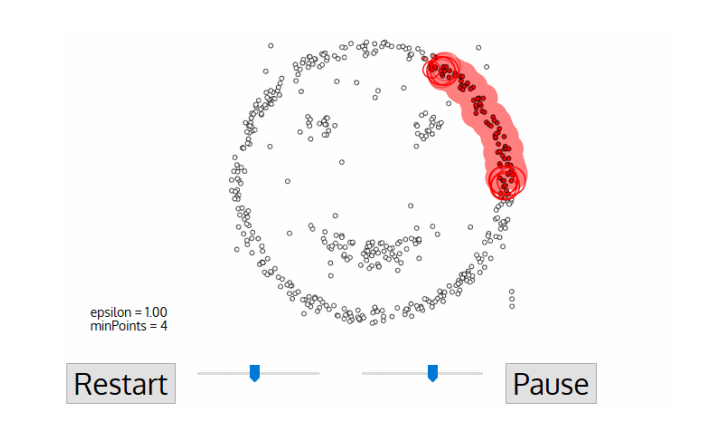 epsilon = 1.00
minPoints = 4
Restart
Pause